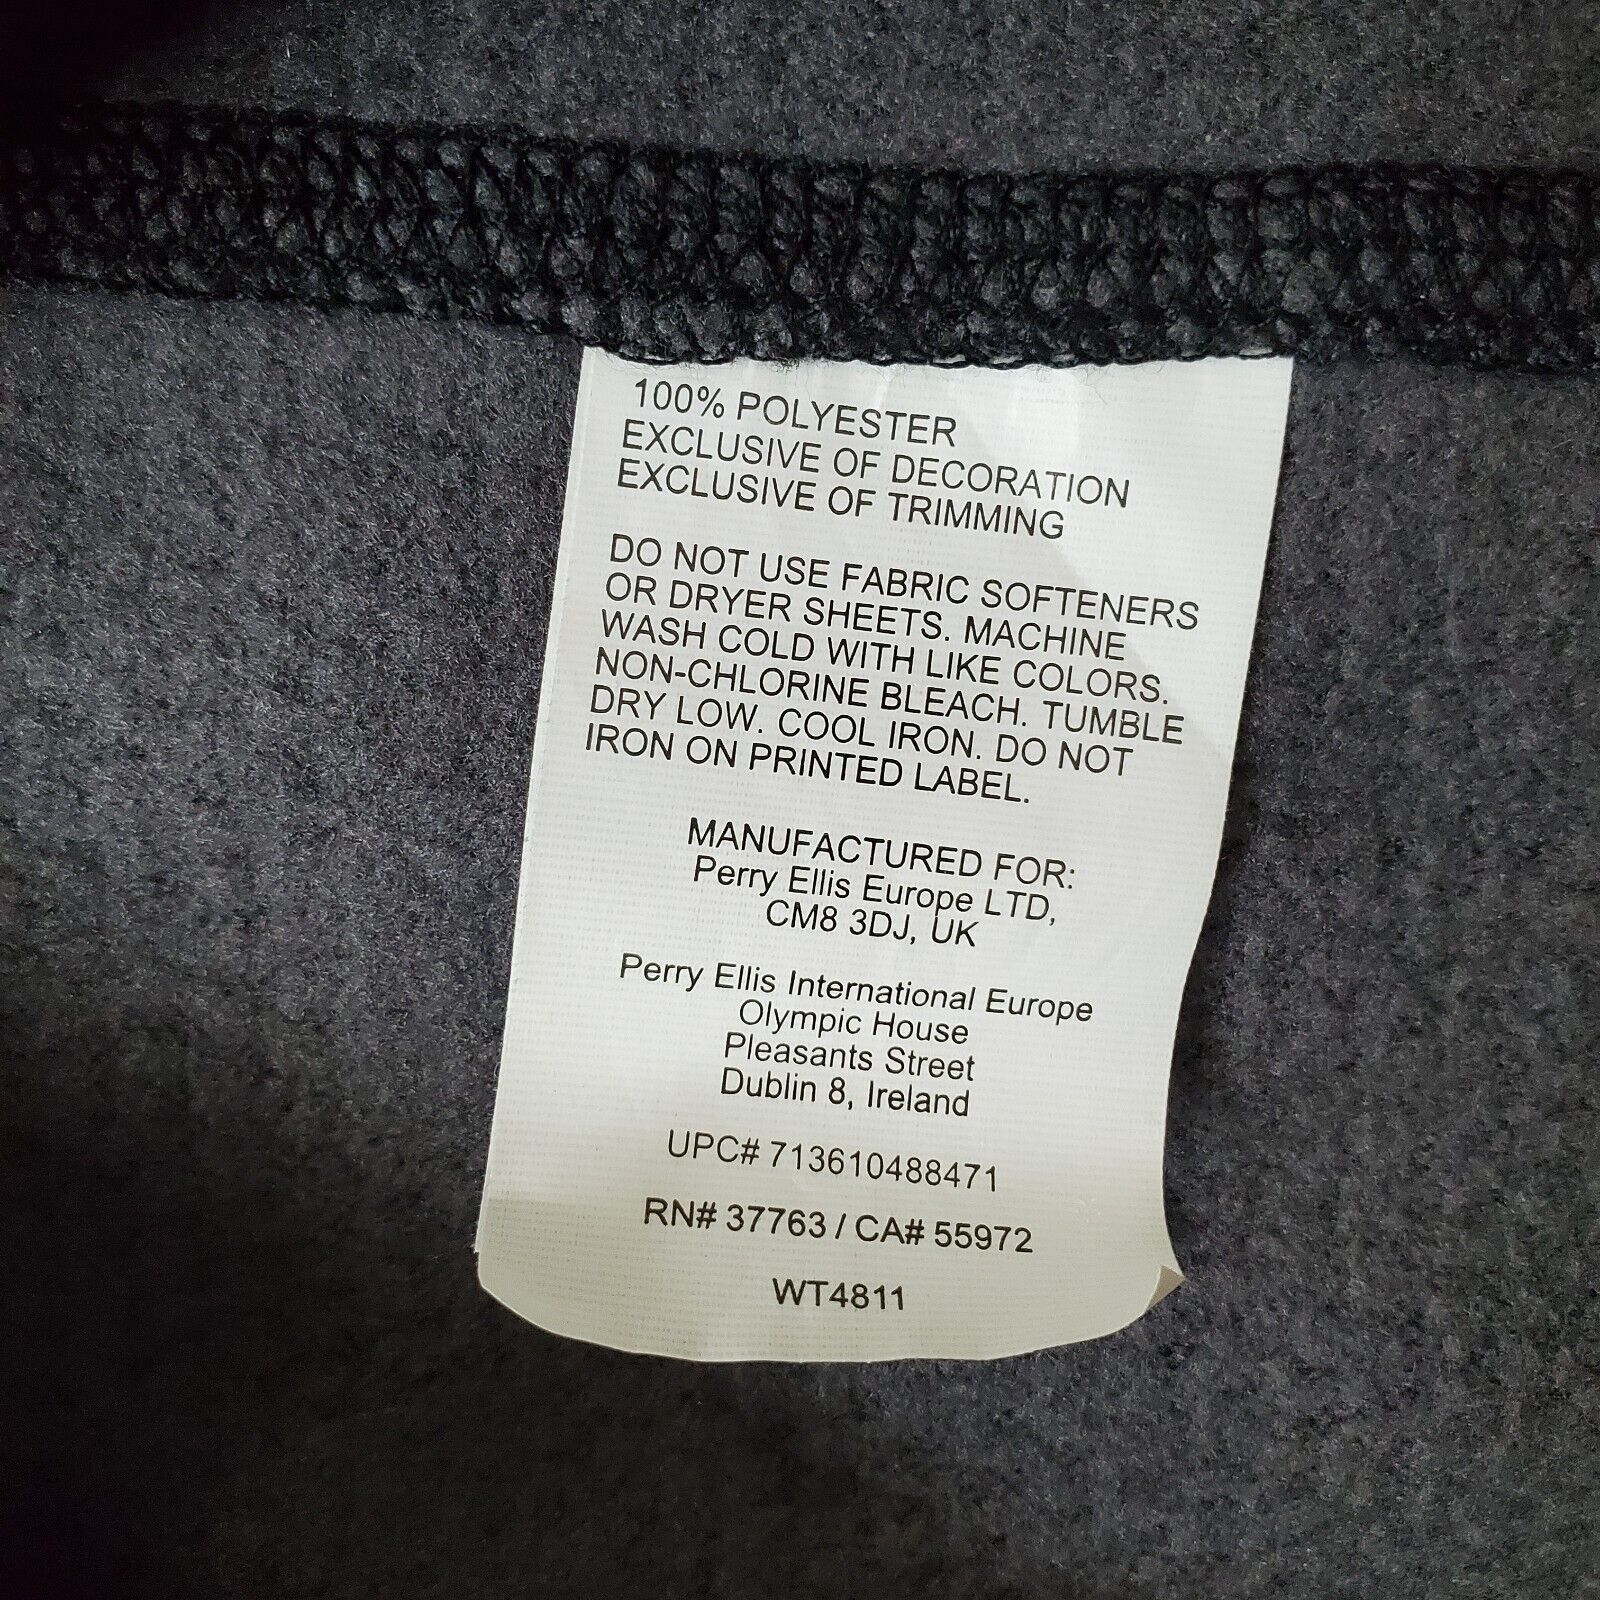 100% POLYESTER
EXCLUSIVE OF DECORATION
EXCLUSIVE OF TRIMMING
DO NOT USE FABRIC SOFTENERS
OR DRYER SHEETS. MACHINE
WASH COLD WITH LIKE COLORS.
NON-CHLORINE BLEACH. TUMBLE
DRY LOW. COOL IRON. DO NOT
IRON ON PRINTED LABEL.
MANUFACTURED FOR:
Perry Ellis Europe LTD,
CM8 3DJ, UK
Perry Ellis International Europe
Olympic House
Pleasants Street
Dublin 8, Ireland
UPC# 713610488471
RN# 37763 / CA# 55972
WT4811